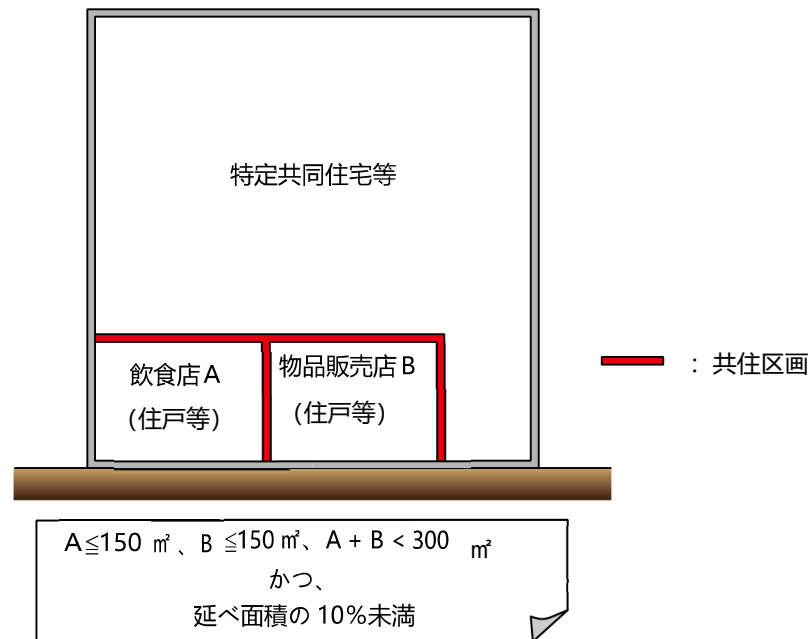 特定共同住宅等
飲食店A
(住戸等)
物品販売店B
(住戸等)
：共住区画
A≦150 ㎡、B ≦150 ㎡、A + B < 300 ㎡
かつ、
延べ面積の 10%未満